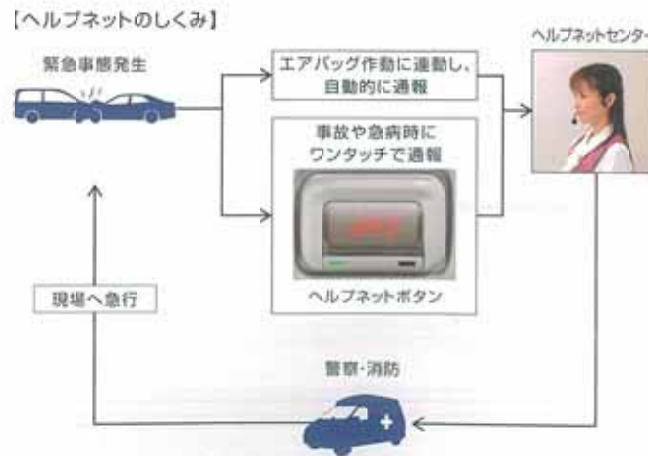 【ヘルプネットのしくみ】
緊急事態発生
エアバッグ作動に連動し、
自動的に通報
事故や急病時に
ワンタッチで通報
ヘルプネットボタン
ヘルプネットセンター
警察・消防
現場へ急行